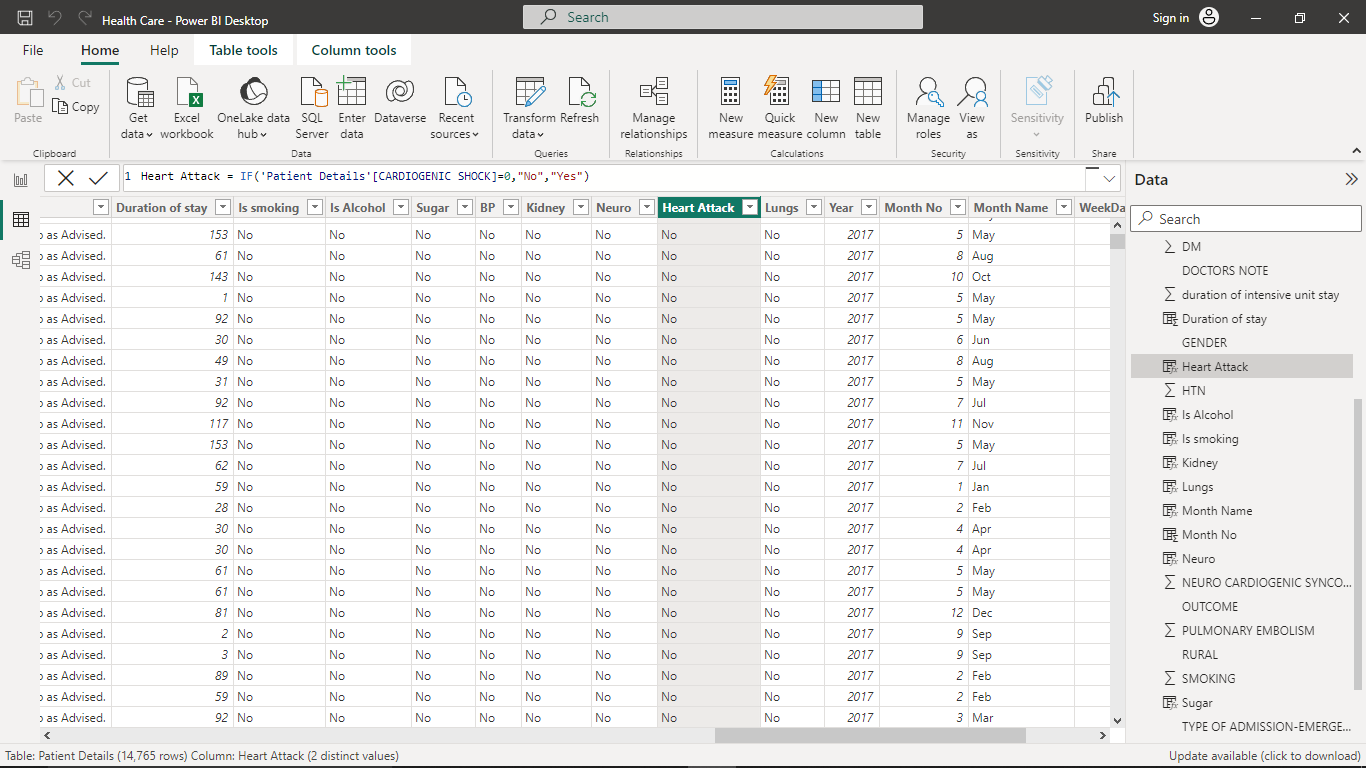 Health Care - Power BI Desktop
Search
Sign in
File Home Help Table tools Column tools
Paste
Cut
Copy
Get data
Excel workbook
OneLake data hub
SQL Server
Enter data
Dataverse
Recent sources
Transform data
Refresh
Manage relationships
New measure
Quick measure
New column
New table
Manage roles
View as
Sensitivity
Publish
Clipboard Data Queries Relationships Calculations Security Sensitivity Share
1 Heart Attack = IF('Patient Details'[CARDIOGENIC SHOCK]=0,"No","Yes")
Duration of stay Is smoking Is Alcohol Sugar BP Kidney Neuro Heart Attack Lungs Year Month No Month Name WeekDa
as Advised. 153 No No No No No No No No 2017 5 May
as Advised. 61 No No No No No No No No 2017 8 Aug
as Advised. 143 No No No No No No No No 2017 10 Oct
as Advised. 1 No No No No No No No No 2017 5 May
as Advised. 92 No No No No No No No No 2017 5 May
as Advised. 30 No No No No No No No No 2017 6 Jun
as Advised. 49 No No No No No No No No 2017 8 Aug
as Advised. 31 No No No No No No No No 2017 5 May
as Advised. 92 No No No No No No No No 2017 7 Jul
as Advised. 117 No No No No No No No No 2017 11 Nov
as Advised. 153 No No No No No No No No 2017 5 May
as Advised. 62 No No No No No No No No 2017 7 Jul
as Advised. 59 No No No No No No No No 2017 1 Jan
as Advised. 28 No No No No No No No No 2017 2 Feb
as Advised. 30 No No No No No No No No 2017 4 Apr
as Advised. 30 No No No No No No No No 2017 4 Apr
as Advised. 61 No No No No No No No No 2017 5 May
as Advised. 61 No No No No No No No No 2017 5 May
as Advised. 81 No No No No No No No No 2017 12 Dec
as Advised. 2 No No No No No No No No 2017 9 Sep
as Advised. 3 No No No No No No No No 2017 9 Sep
as Advised. 89 No No No No No No No No 2017 2 Feb
as Advised. 59 No No No No No No No No 2017 2 Feb
as Advised. 92 No No No No No No No No 2017 3 Mar
Data
Search
DM
DOCTORS NOTE
duration of intensive unit stay
Duration of stay
GENDER
Heart Attack
HTN
Is Alcohol
Is smoking
Kidney
Lungs
Month Name
Month No
Neuro
NEURO CARDIOGENIC SYNCO...
OUTCOME
PULMONARY EMBOLISM
RURAL
SMOKING
Sugar
TYPE OF ADMISSION-EMERGE...
Table: Patient Details (14,765 rows) Column: Heart Attack (2 distinct values)
Update available (click to download)